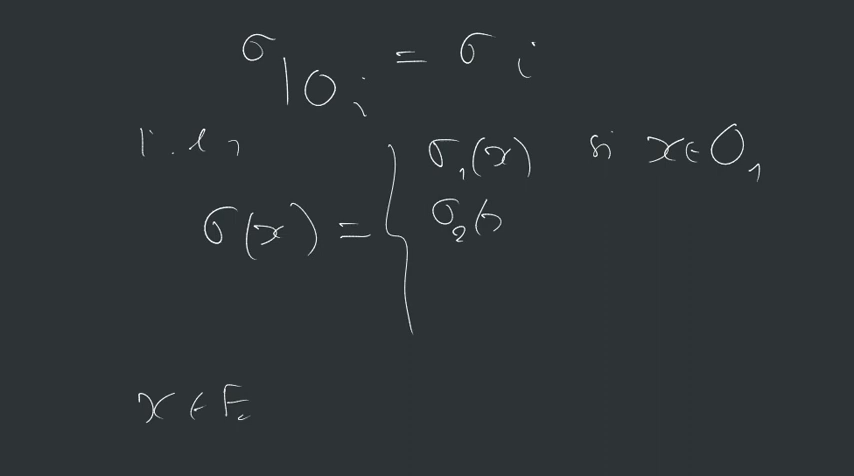 σ|O_i = σ_i
i.e,
σ(x) = { σ_1(x) si x ∈ O_1
σ_2(x
x ∈ E